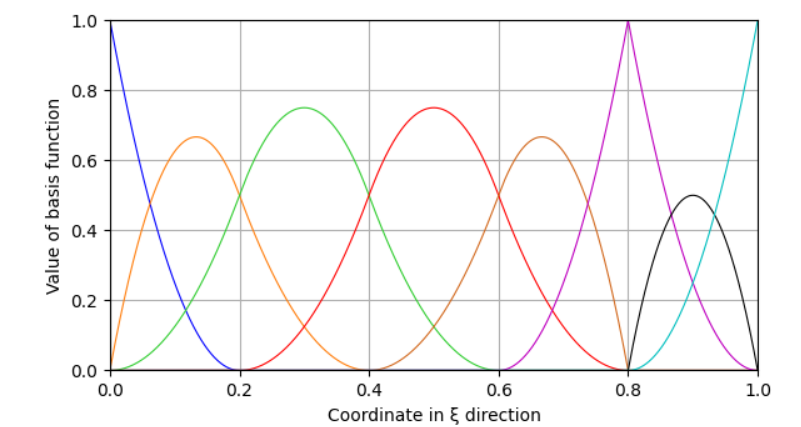 1.0
0.8
0.6
0.4
0.2
0.0
Value of basis function
0.0 0.2 0.4 0.6 0.8 1.0
Coordinate in ξ direction